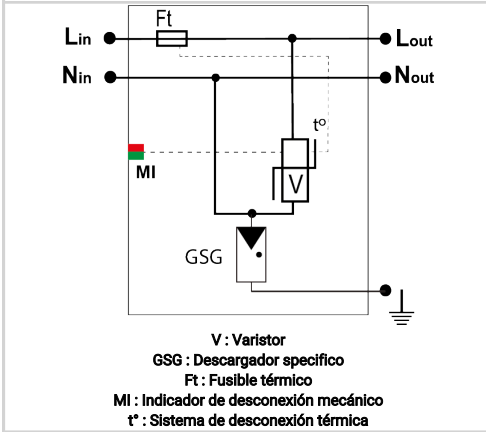 Ft
Lin Lout
Nin Nout
t°
MI
V
GSG
V : Varistor
GSG : Descargador specifico
Ft : Fusible térmico
MI : Indicador de desconexión mecánico
t° : Sistema de desconexión térmica